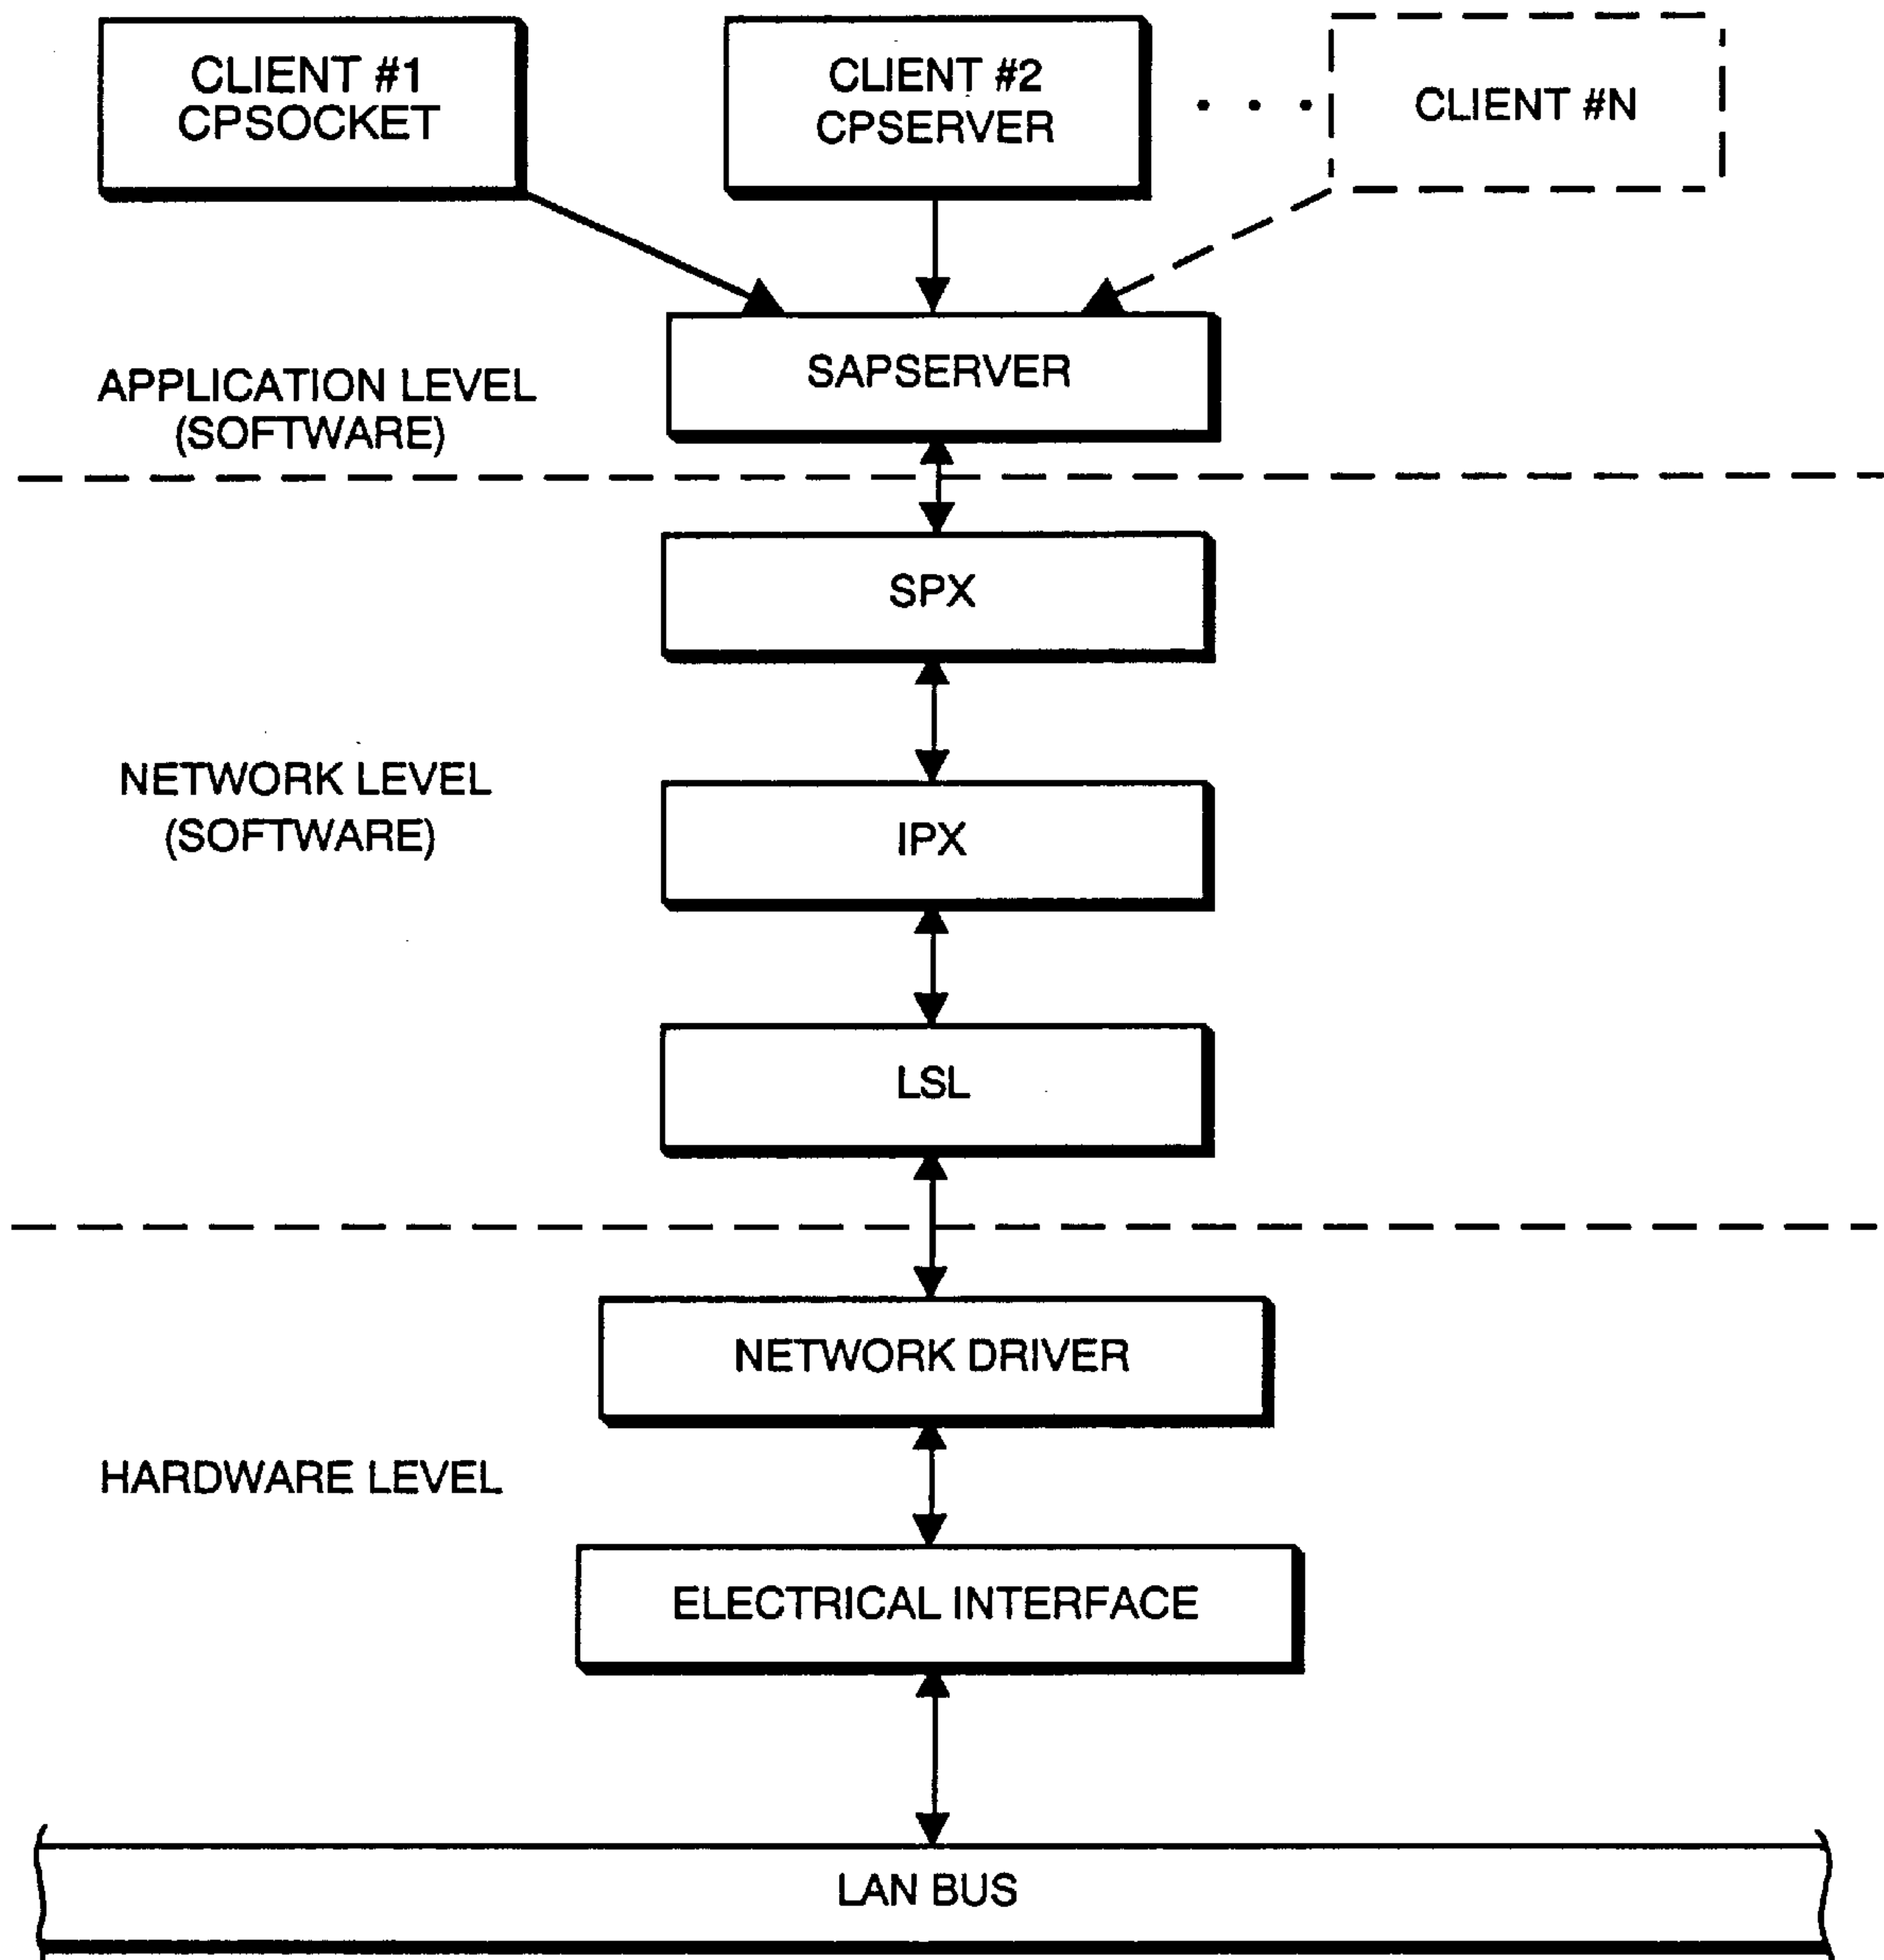 CLIENT #1
CPSOCKET
CLIENT #2
CPSERVER
. . .
CLIENT #N
SAPSERVER
APPLICATION LEVEL
(SOFTWARE)
SPX
NETWORK LEVEL
(SOFTWARE)
IPX
LSL
NETWORK DRIVER
HARDWARE LEVEL
ELECTRICAL INTERFACE
LAN BUS